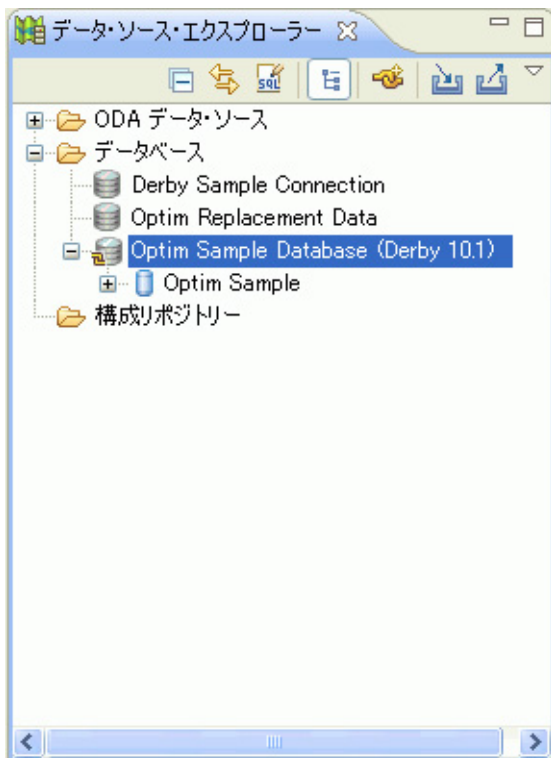 データ・ソース・エクスプローラー
SQL
ODA データ・ソース
データベース
Derby Sample Connection
Optim Replacement Data
Optim Sample Database (Derby 10.1)
Optim Sample
構成リポジトリー